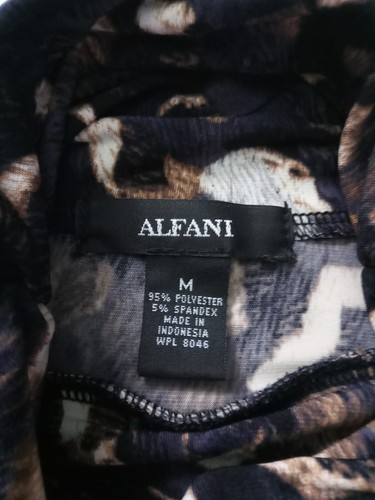 ALFANI
M
95% POLYESTER
5% SPANDEX
MADE IN
INDONESIA
WPL 8046